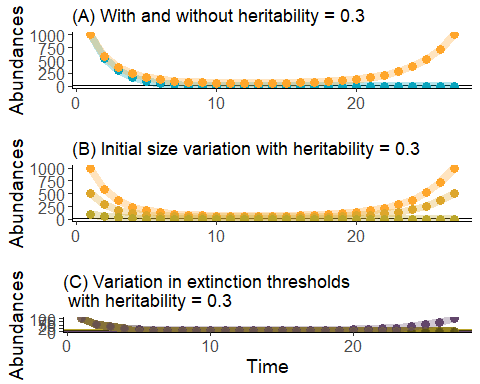 (A) With and without heritability = 0.3
Abundances
1000
750
500
250
0
0 10 20
(B) Initial size variation with heritability = 0.3
Abundances
1000
750
500
250
0
0 10 20
(C) Variation in extinction thresholds
with heritability = 0.3
Abundances
100
0 10 20
Time